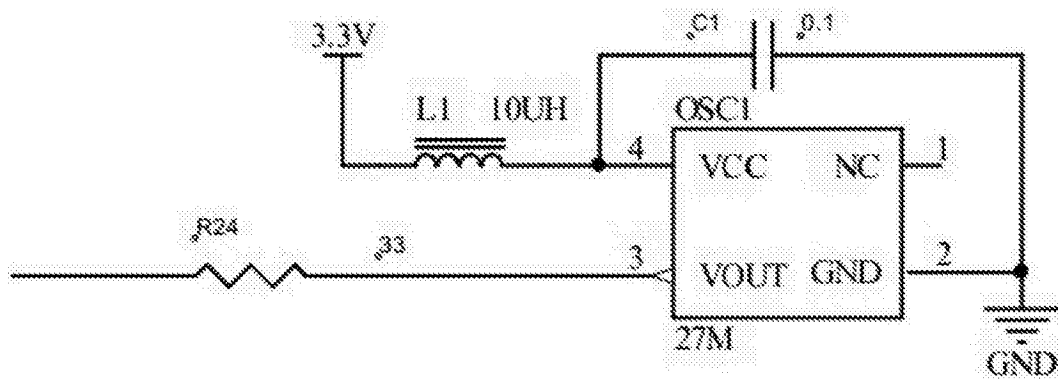 C1 0.1
3.3V
L1 10UH
OSC1
4 VCC NC 1
R24
33
3 VOUT GND 2
27M
GND